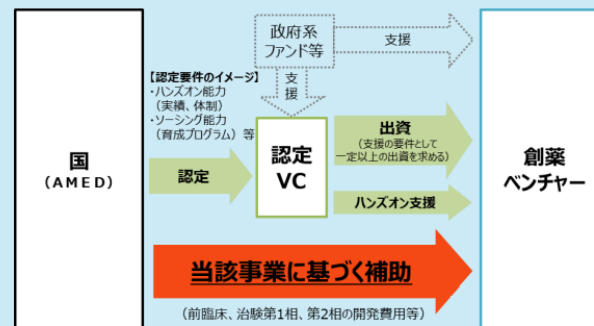 政府系
ファンド等
支援
支
援
【認定要件のイメージ】
・ハンズオン能力
（実績、体制）
・ソーシング能力
（育成プログラム）等
国
（AMED）
認定
認定
VC
出資
（支援の要件として
一定以上の出資を求める）
ハンズオン支援
創薬
ベンチャー
当該事業に基づく補助
（前臨床、治験第1相、第2相の開発費用等）